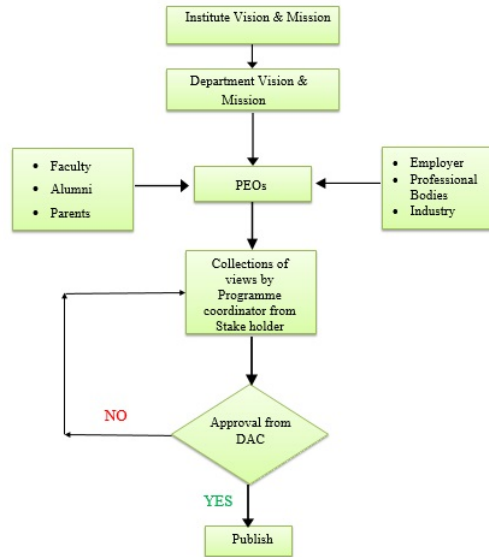 Institute Vision & Mission
Department Vision &
Mission
• Faculty
• Alumni
• Parents
PEOs
• Employer
• Professional
Bodies
• Industry
Collections of
views by
Programme
coordinator from
Stake holder
NO
Approval from
DAC
YES
Publish